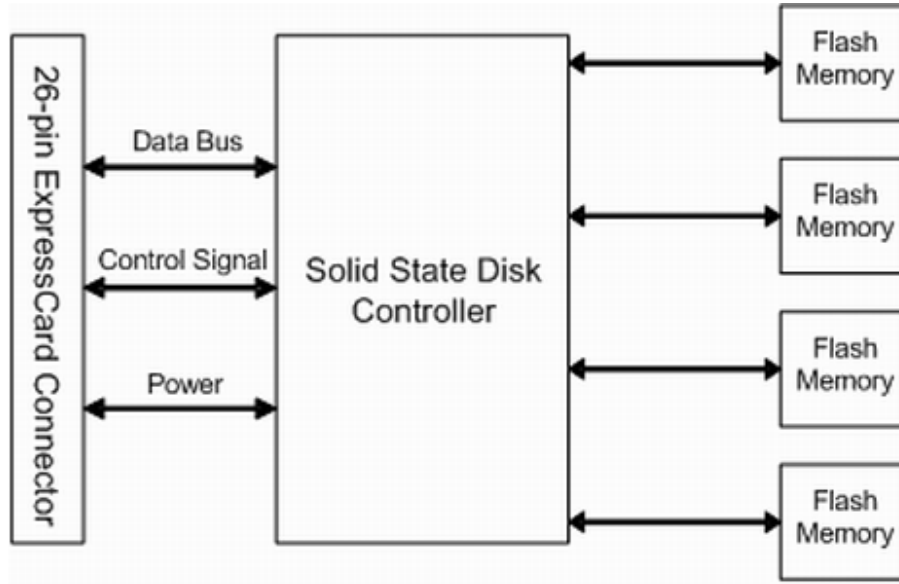 26-pin ExpressCard Connector
Data Bus
Control Signal
Power
Solid State Disk
Controller
Flash
Memory
Flash
Memory
Flash
Memory
Flash
Memory